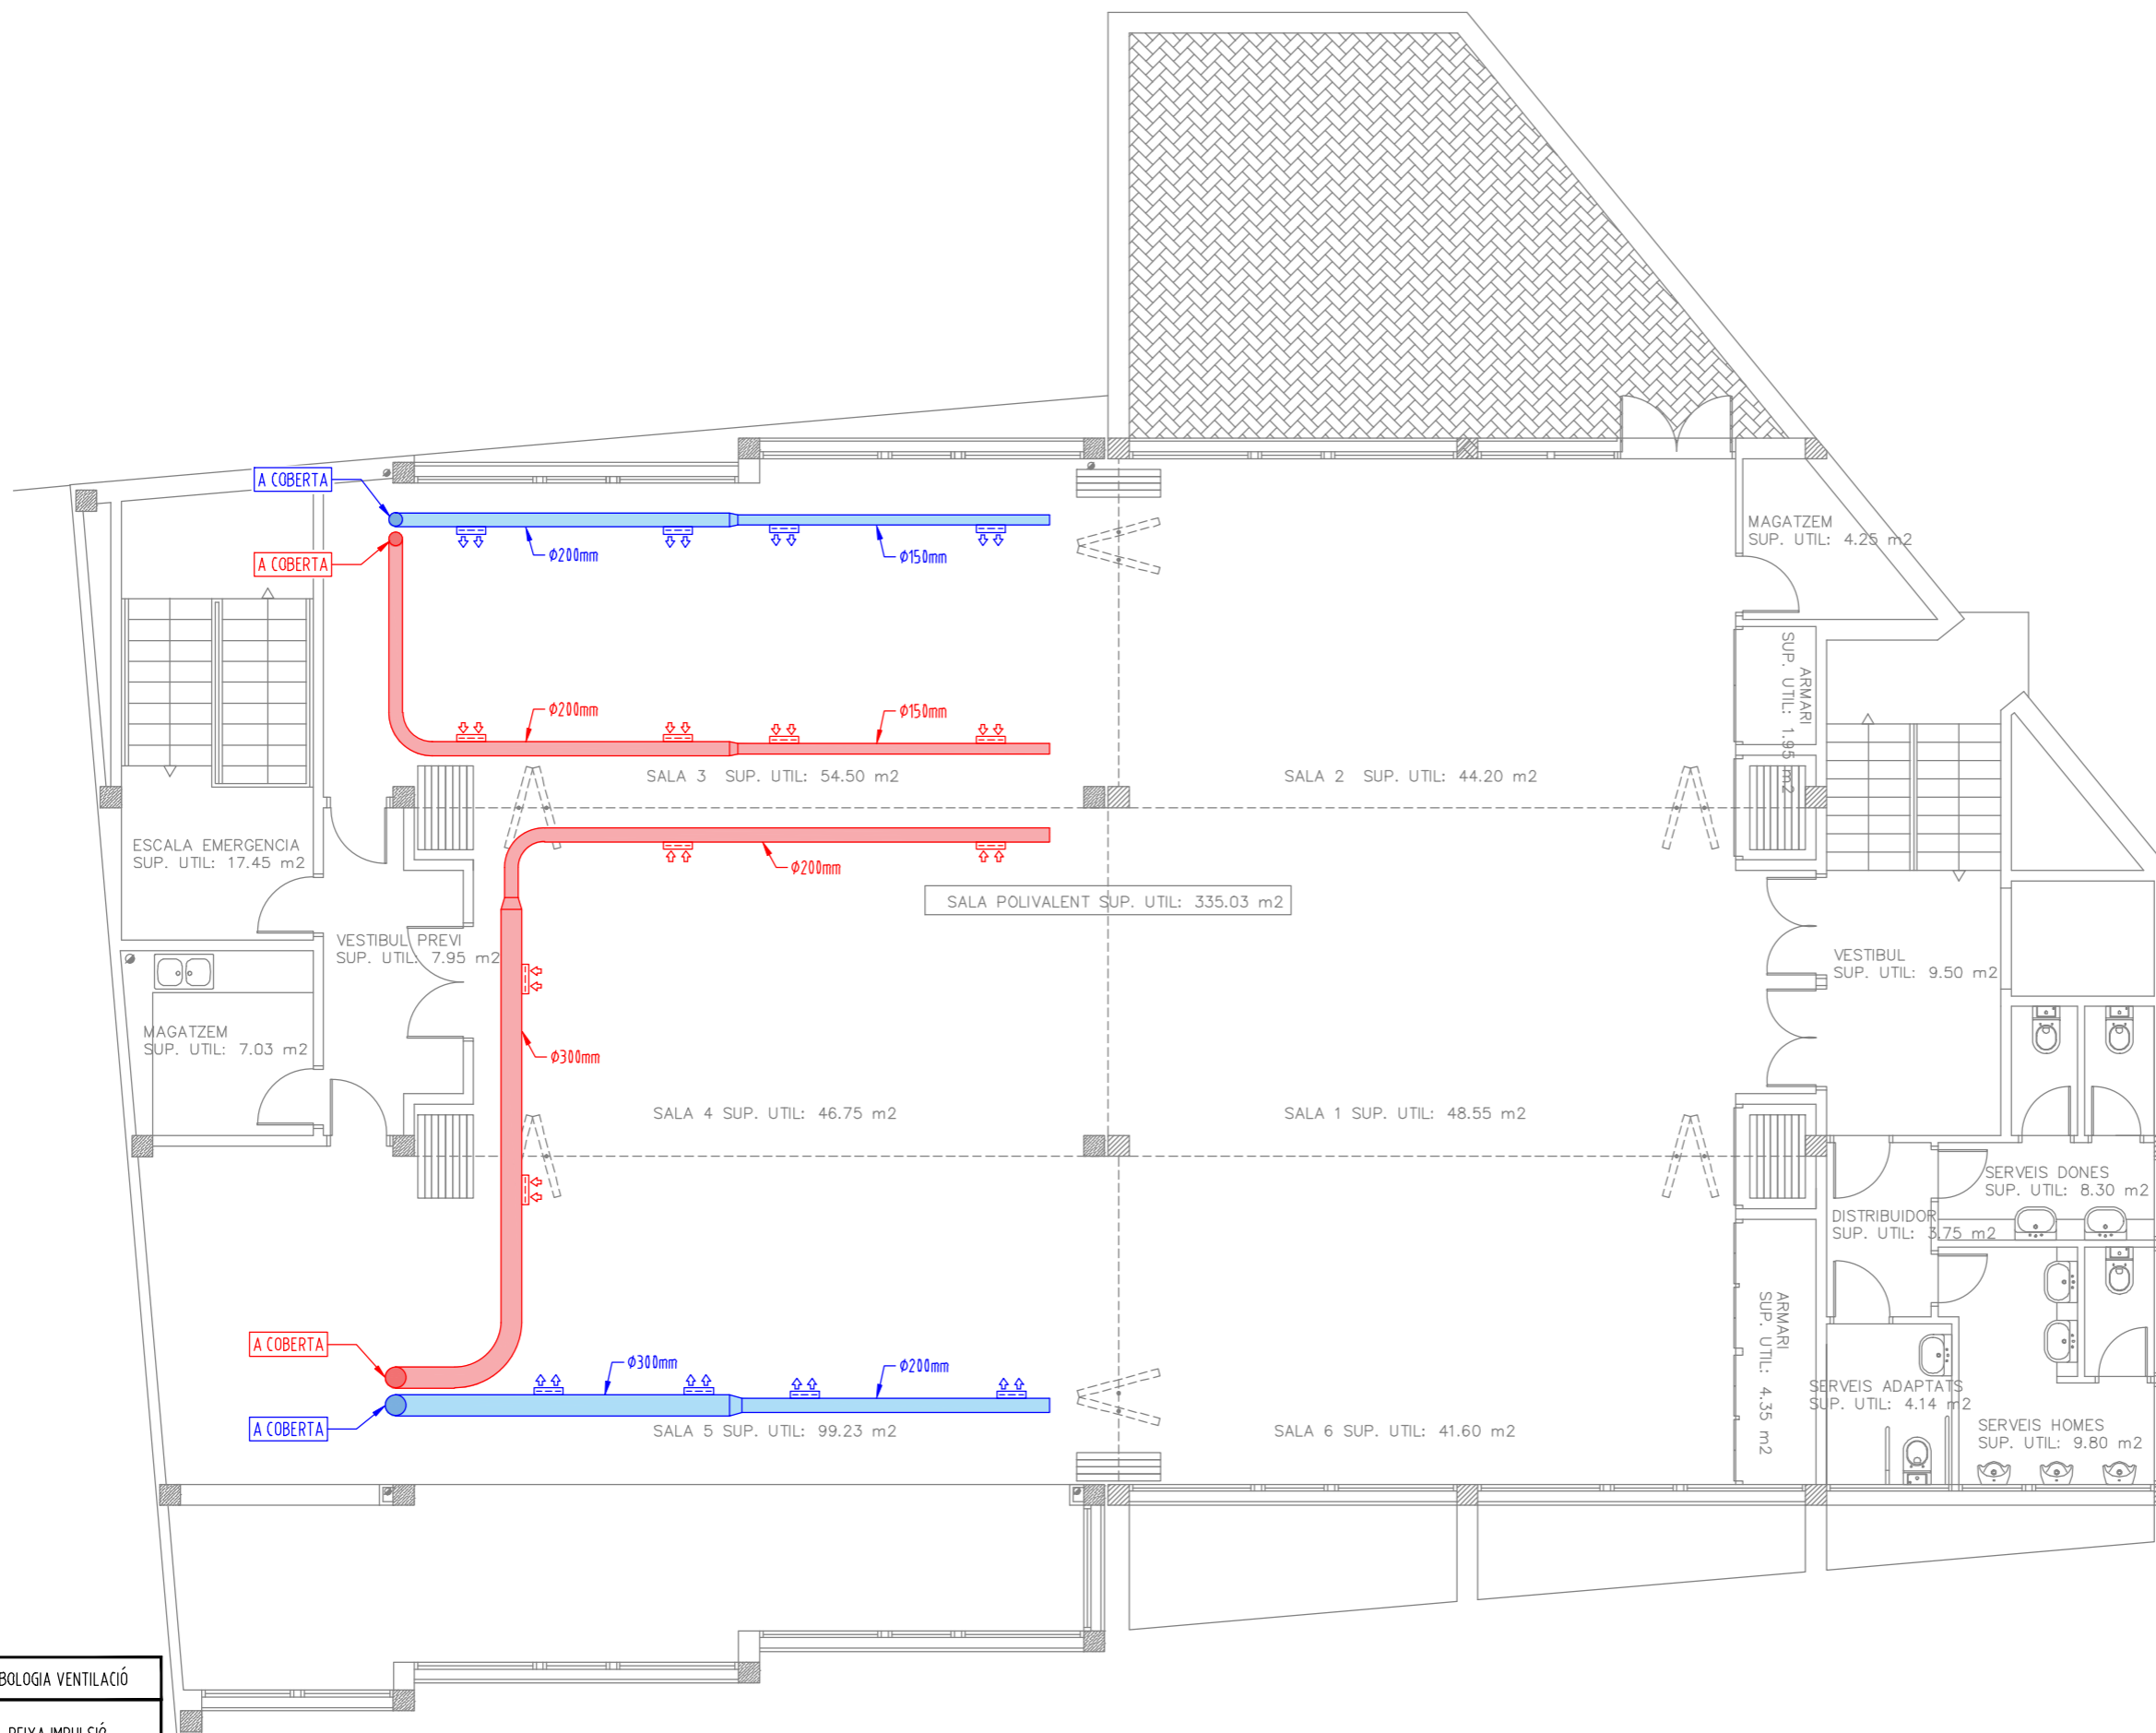 A COBERTA
A COBERTA
Φ200mm
Φ150mm
MAGATZEM
SUP. UTIL: 4.25 m2
ARMARI
SUP. UTIL: 1.95 m2
Φ200mm
Φ150mm
SALA 3 SUP. UTIL: 54.50 m2
SALA 2 SUP. UTIL: 44.20 m2
ESCALA EMERGENCIA
SUP. UTIL: 17.45 m2
Φ200mm
SALA POLIVALENT SUP. UTIL: 335.03 m2
VESTIBUL PREVI
SUP. UTIL: 7.95 m2
VESTIBUL
SUP. UTIL: 9.50 m2
MAGATZEM
SUP. UTIL: 7.03 m2
Φ300mm
SALA 4 SUP. UTIL: 46.75 m2
SALA 1 SUP. UTIL: 48.55 m2
SERVEIS DONES
SUP. UTIL: 8.30 m2
DISTRIBUIDOR
SUP. UTIL: 3.75 m2
ARMARI
SUP. UTIL: 4.35 m2
A COBERTA
Φ300mm
Φ200mm
SERVEIS ADAPTATS
SUP. UTIL: 4.14 m2
A COBERTA
SALA 5 SUP. UTIL: 99.23 m2
SALA 6 SUP. UTIL: 41.60 m2
SERVEIS HOMES
SUP. UTIL: 9.80 m2
BOLOGIA VENTILACIÓ
REIXA IMPULSIÓ